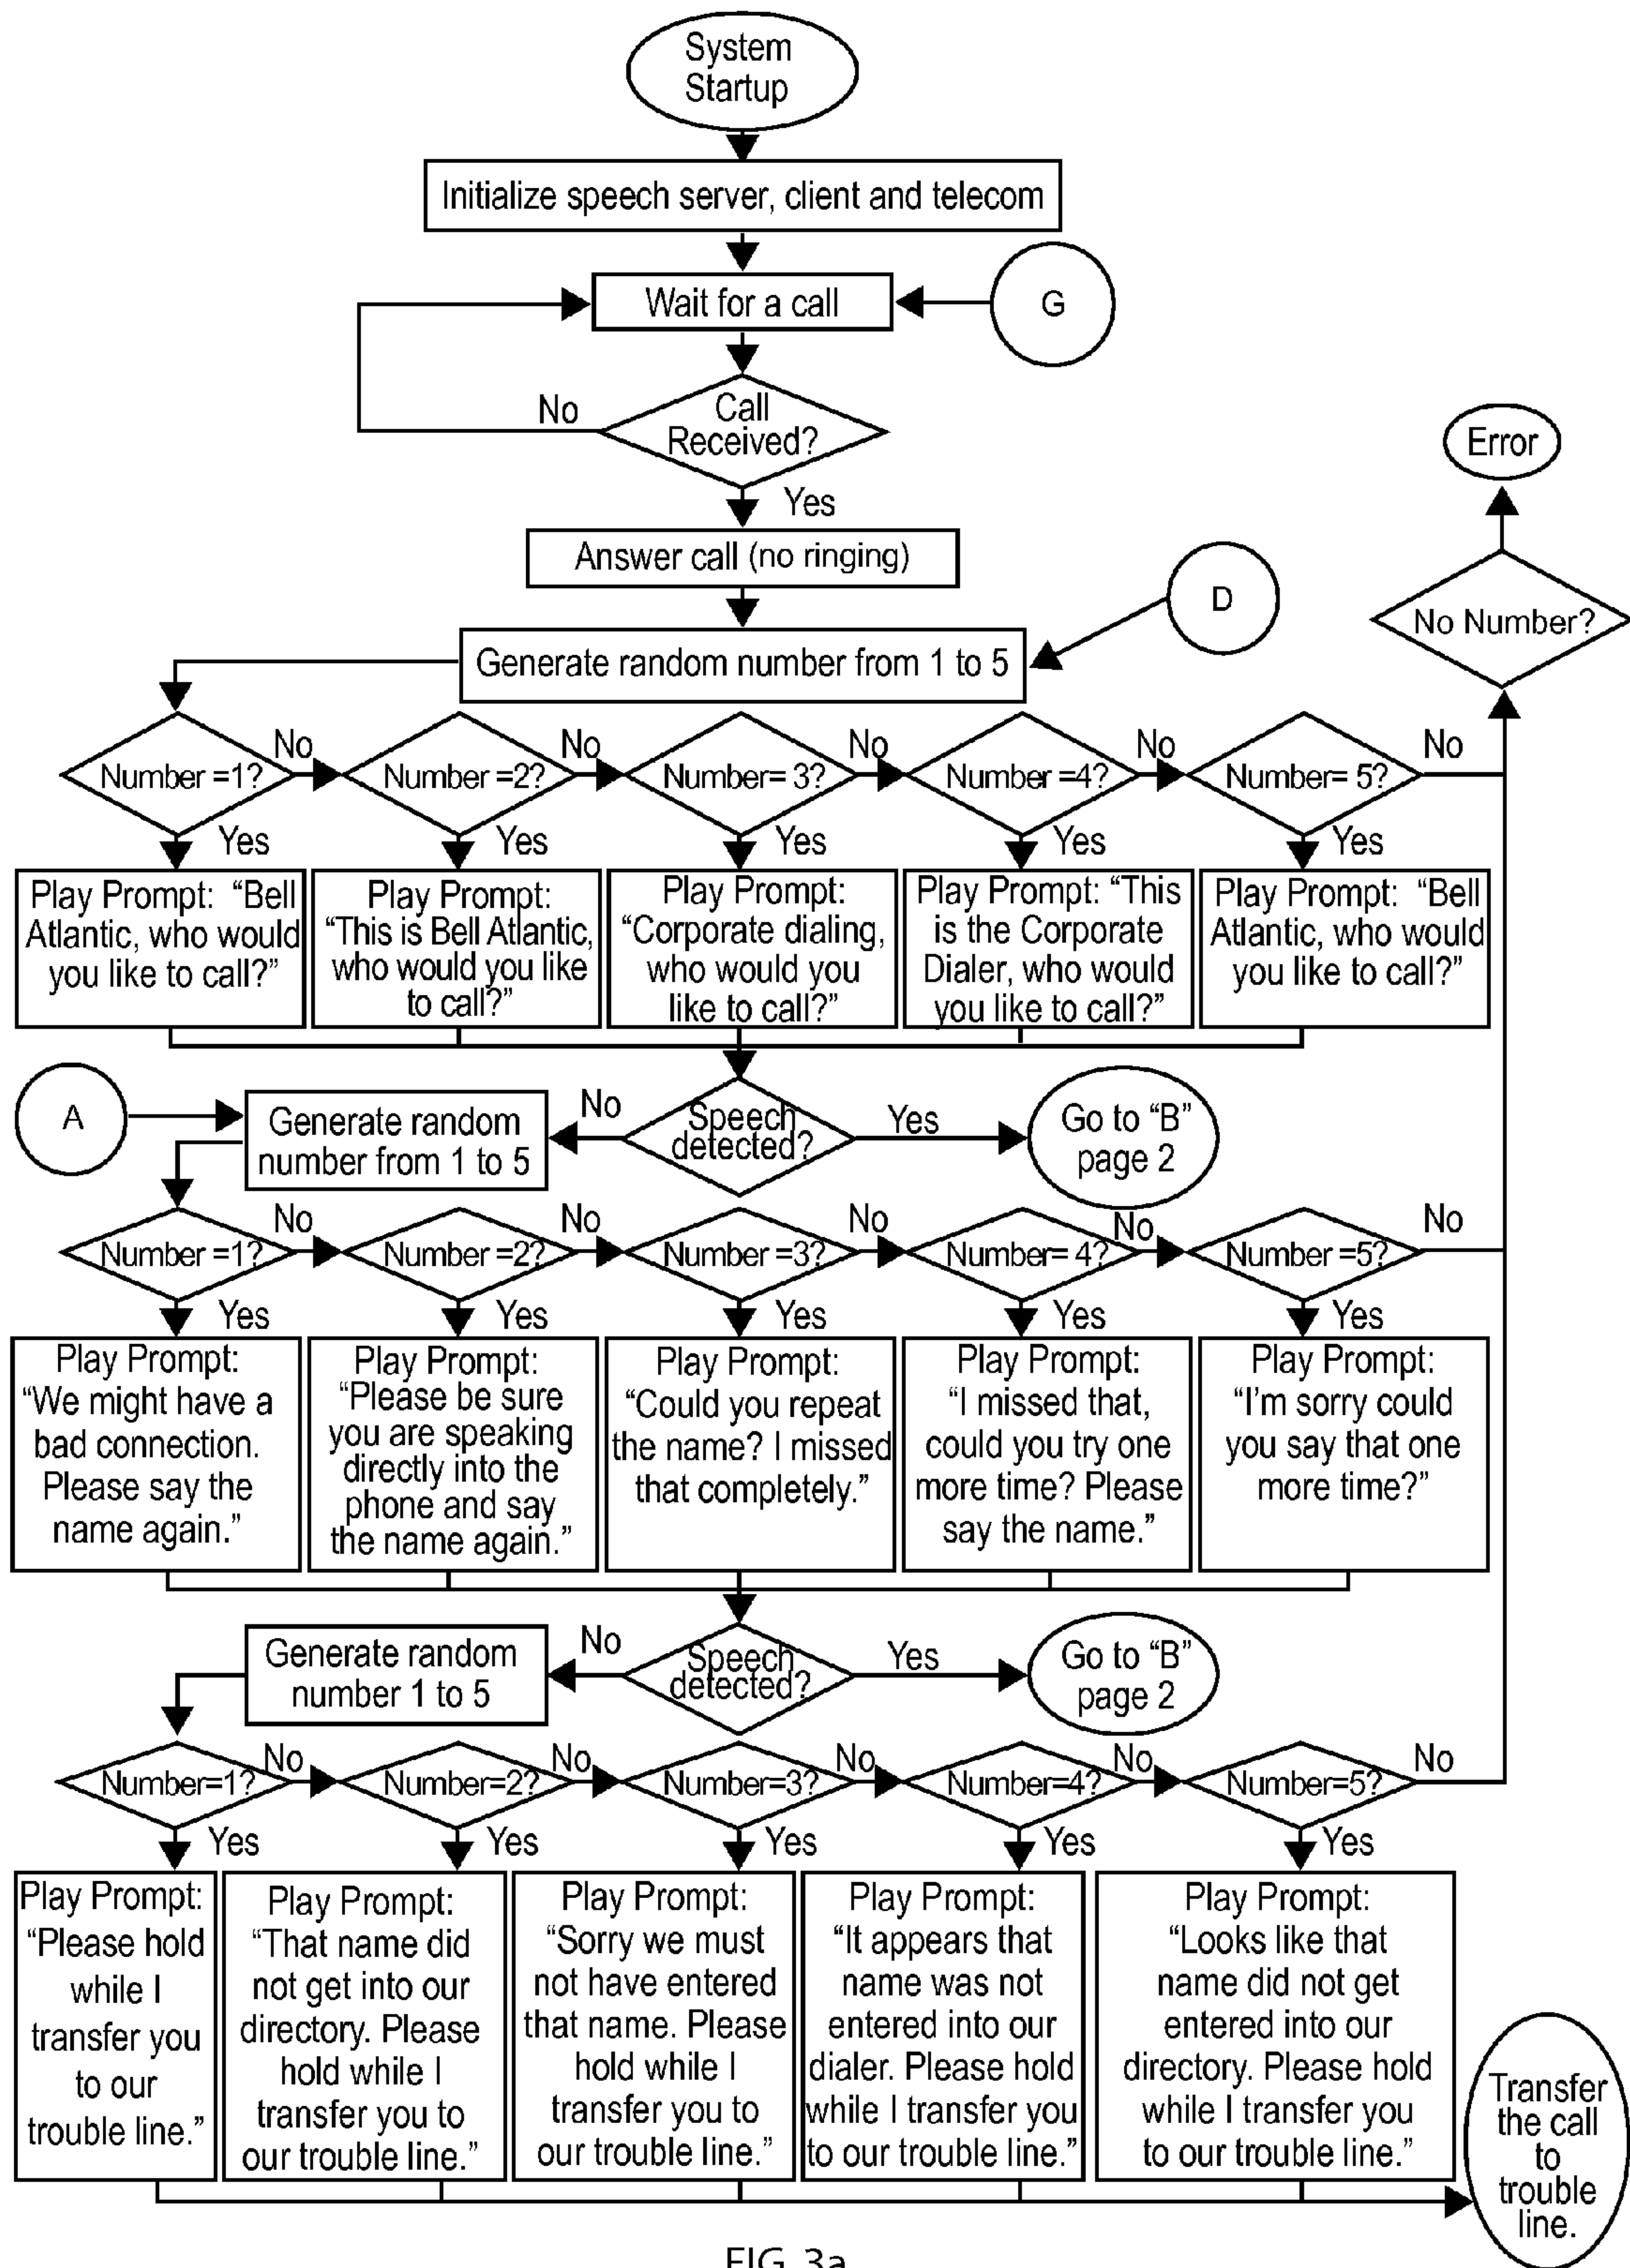 System
Startup
Initialize speech server, client and telecom
Wait for a call
G
No
Call
Received?
Error
Yes
Answer call (no ringing)
D
No Number?
Generate random number from 1 to 5
No
No
No
No
No
Number =1?
Number =2?
Number= 3?
Number =4?
Number= 5?
Yes
Yes
Yes
Yes
Yes
Play Prompt: “Bell
Atlantic, who would
you like to call?”
Play Prompt:
“This is Bell Atlantic,
who would you like
to call?”
Play Prompt:
“Corporate dialing,
who would you
like to call?”
Play Prompt: “This
is the Corporate
Dialer, who would
you like to call?”
Play Prompt: “Bell
Atlantic, who would
you like to call?”
A
Generate random
number from 1 to 5
No
Speech
detected?
Yes
Go to “B”
page 2
No
No
No
No
No
Number =1?
Number =2?
Number =3?
Number= 4?
Number =5?
Yes
Yes
Yes
Yes
Yes
Play Prompt:
“We might have a
bad connection.
Please say the
name again.”
Play Prompt:
“Please be sure
you are speaking
directly into the
phone and say
the name again.”
Play Prompt:
“Could you repeat
the name? I missed
that completely.”
Play Prompt:
“I missed that,
could you try one
more time? Please
say the name.”
Play Prompt:
“I’m sorry could
you say that one
more time?”
Generate random
number 1 to 5
No
Speech
detected?
Yes
Go to “B”
page 2
No
No
No
No
No
Number=1?
Number=2?
Number=3?
Number=4?
Number=5?
Yes
Yes
Yes
Yes
Yes
Play Prompt:
“Please hold
while I
transfer you
to our
trouble line.”
Play Prompt:
“That name did
not get into our
directory. Please
hold while I
transfer you to
our trouble line.”
Play Prompt:
“Sorry we must
not have entered
that name. Please
hold while I
transfer you to
our trouble line.”
Play Prompt:
“It appears that
name was not
entered into our
dialer. Please hold
while I transfer you
to our trouble line.”
Play Prompt:
“Looks like that
name did not get
entered into our
directory. Please hold
while I transfer you
to our trouble line.”
Transfer
the call
to
trouble
line.
FIG. 3a